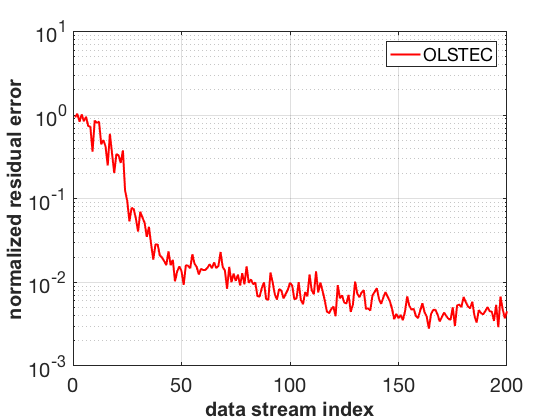 OLSTEC
normalized residual error
10^1
10^0
10^-1
10^-2
10^-3
0 50 100 150 200
data stream index